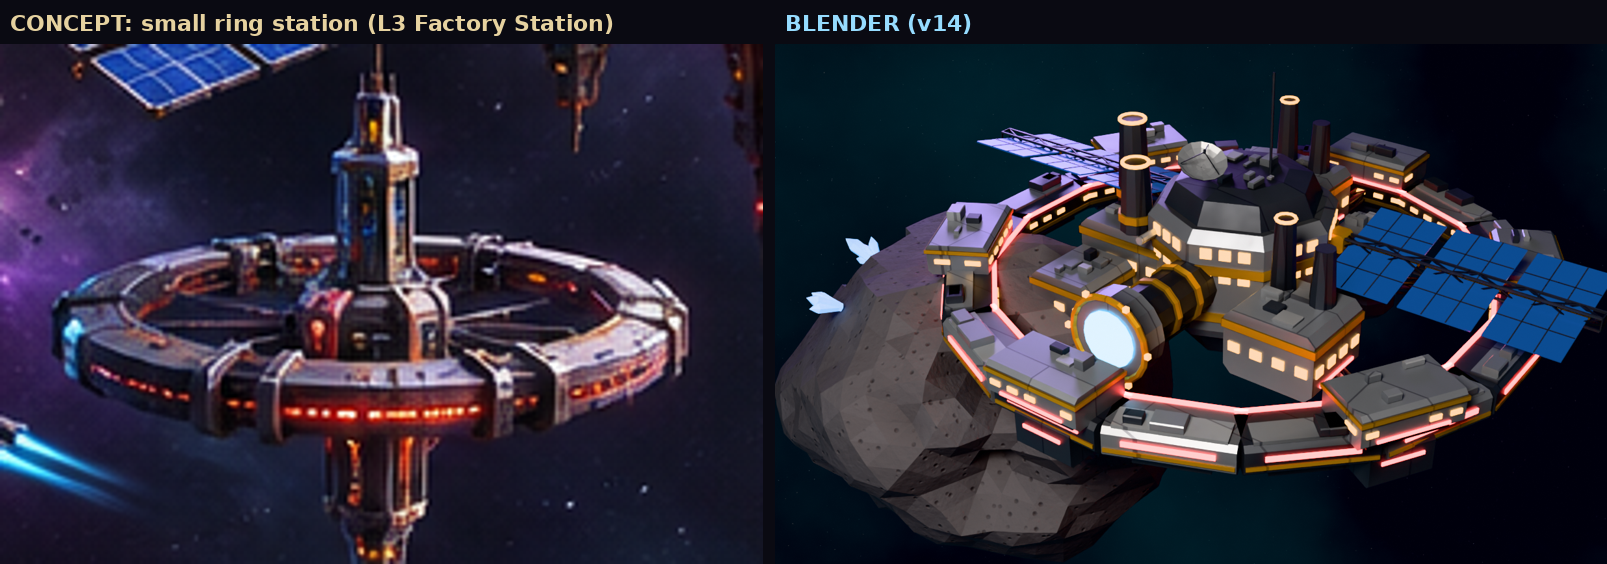 CONCEPT: small ring station (L3 Factory Station)
BLENDER (v14)